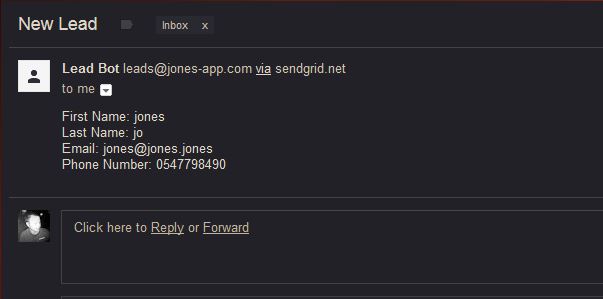 New Lead Inbox x
Lead Bot leads@jones-app.com via sendgrid.net
to me
First Name: jones
Last Name: jo
Email: jones@jones.jones
Phone Number: 0547798490
Click here to Reply or Forward